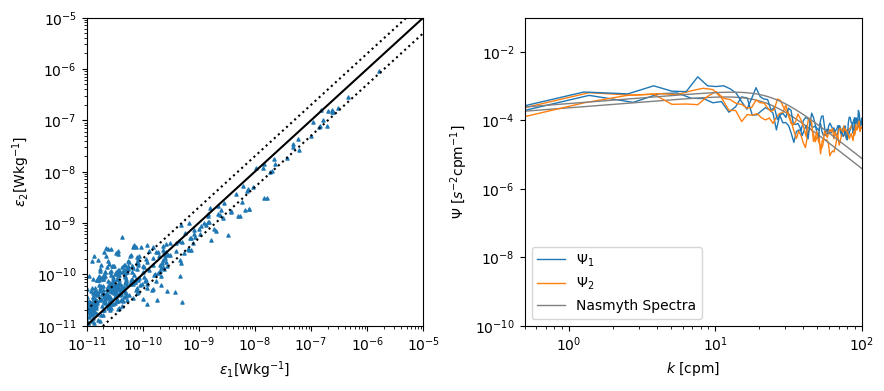 10⁻⁵
10⁻⁶
10⁻⁷
10⁻⁸
10⁻⁹
10⁻¹⁰
10⁻¹¹
ε₂[Wkg⁻¹]
10⁻¹¹ 10⁻¹⁰ 10⁻⁹ 10⁻⁸ 10⁻⁷ 10⁻⁶ 10⁻⁵
ε₁[Wkg⁻¹]
10⁻²
10⁻⁴
10⁻⁶
10⁻⁸
10⁻¹⁰
Ψ [s⁻²cpm⁻¹]
Ψ₁
Ψ₂
Nasmyth Spectra
10⁰ 10¹ 10²
k [cpm]